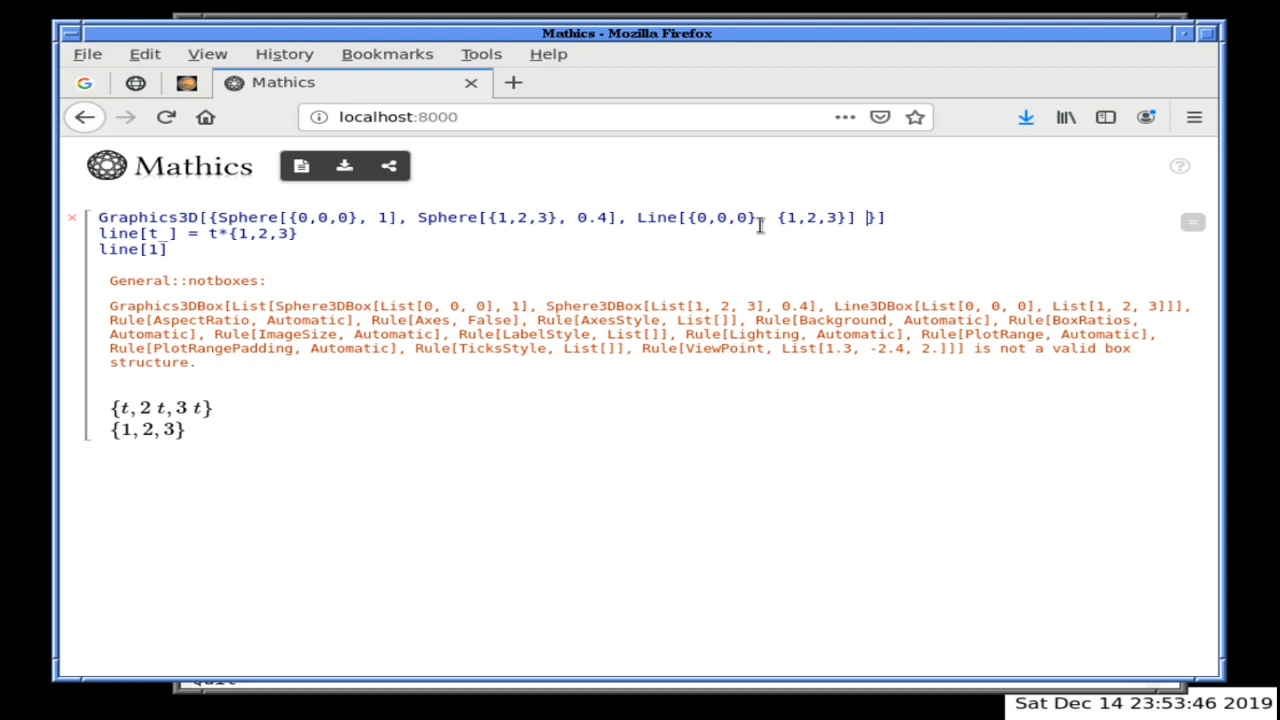 Mathics - Mozilla Firefox
File Edit View History Bookmarks Tools Help
Mathics
localhost:8000
Mathics
Graphics3D[{Sphere[{0,0,0}, 1], Sphere[{1,2,3}, 0.4], Line[{0,0,0}, {1,2,3}] }]
line[t_] = t*{1,2,3}
line[1]
General::notboxes:
Graphics3DBox[List[Sphere3DBox[List[0, 0, 0], 1], Sphere3DBox[List[1, 2, 3], 0.4], Line3DBox[List[0, 0, 0], List[1, 2, 3]]],
Rule[AspectRatio, Automatic], Rule[Axes, False], Rule[AxesStyle, List[]], Rule[Background, Automatic], Rule[BoxRatios,
Automatic], Rule[ImageSize, Automatic], Rule[LabelStyle, List[]], Rule[Lighting, Automatic], Rule[PlotRange, Automatic],
Rule[PlotRangePadding, Automatic], Rule[TicksStyle, List[]], Rule[ViewPoint, List[1.3, -2.4, 2.]]] is not a valid box
structure.
{t, 2 t, 3 t}
{1, 2, 3}
Quit
Sat Dec 14 23:53:46 2019